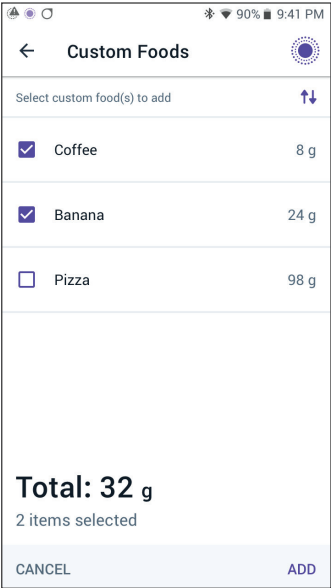 90% 9:41 PM
Custom Foods
Select custom food(s) to add
Coffee 8 g
Banana 24 g
Pizza 98 g
Total: 32 g
2 items selected
CANCEL ADD